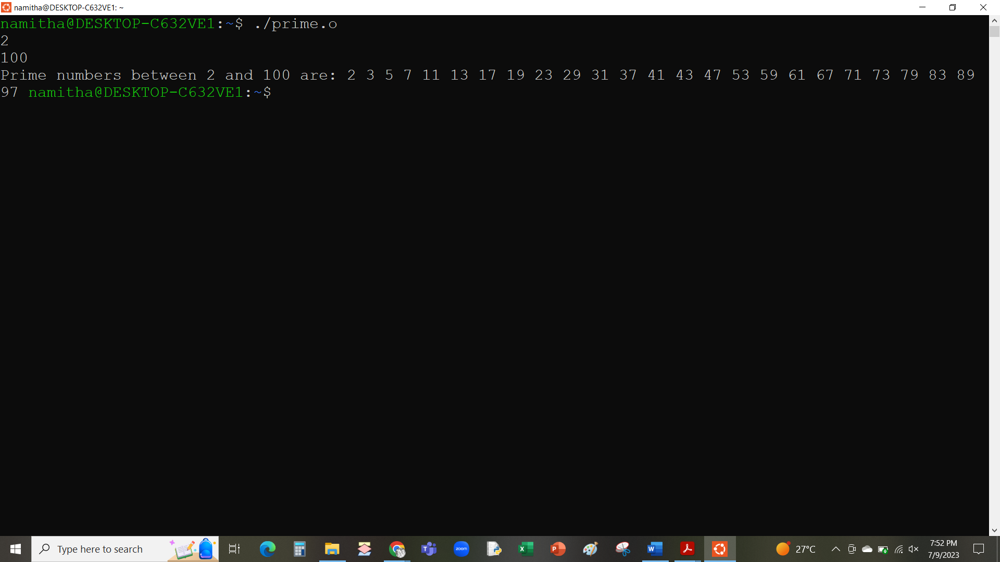 namitha@DESKTOP-C632VE1: ~
namitha@DESKTOP-C632VE1:~$ ./prime.o
2
100
Prime numbers between 2 and 100 are: 2 3 5 7 11 13 17 19 23 29 31 37 41 43 47 53 59 61 67 71 73 79 83 89
97 namitha@DESKTOP-C632VE1:~$
Type here to search
T
zoom
X
P
W
27°C
7:52 PM
7/9/2023